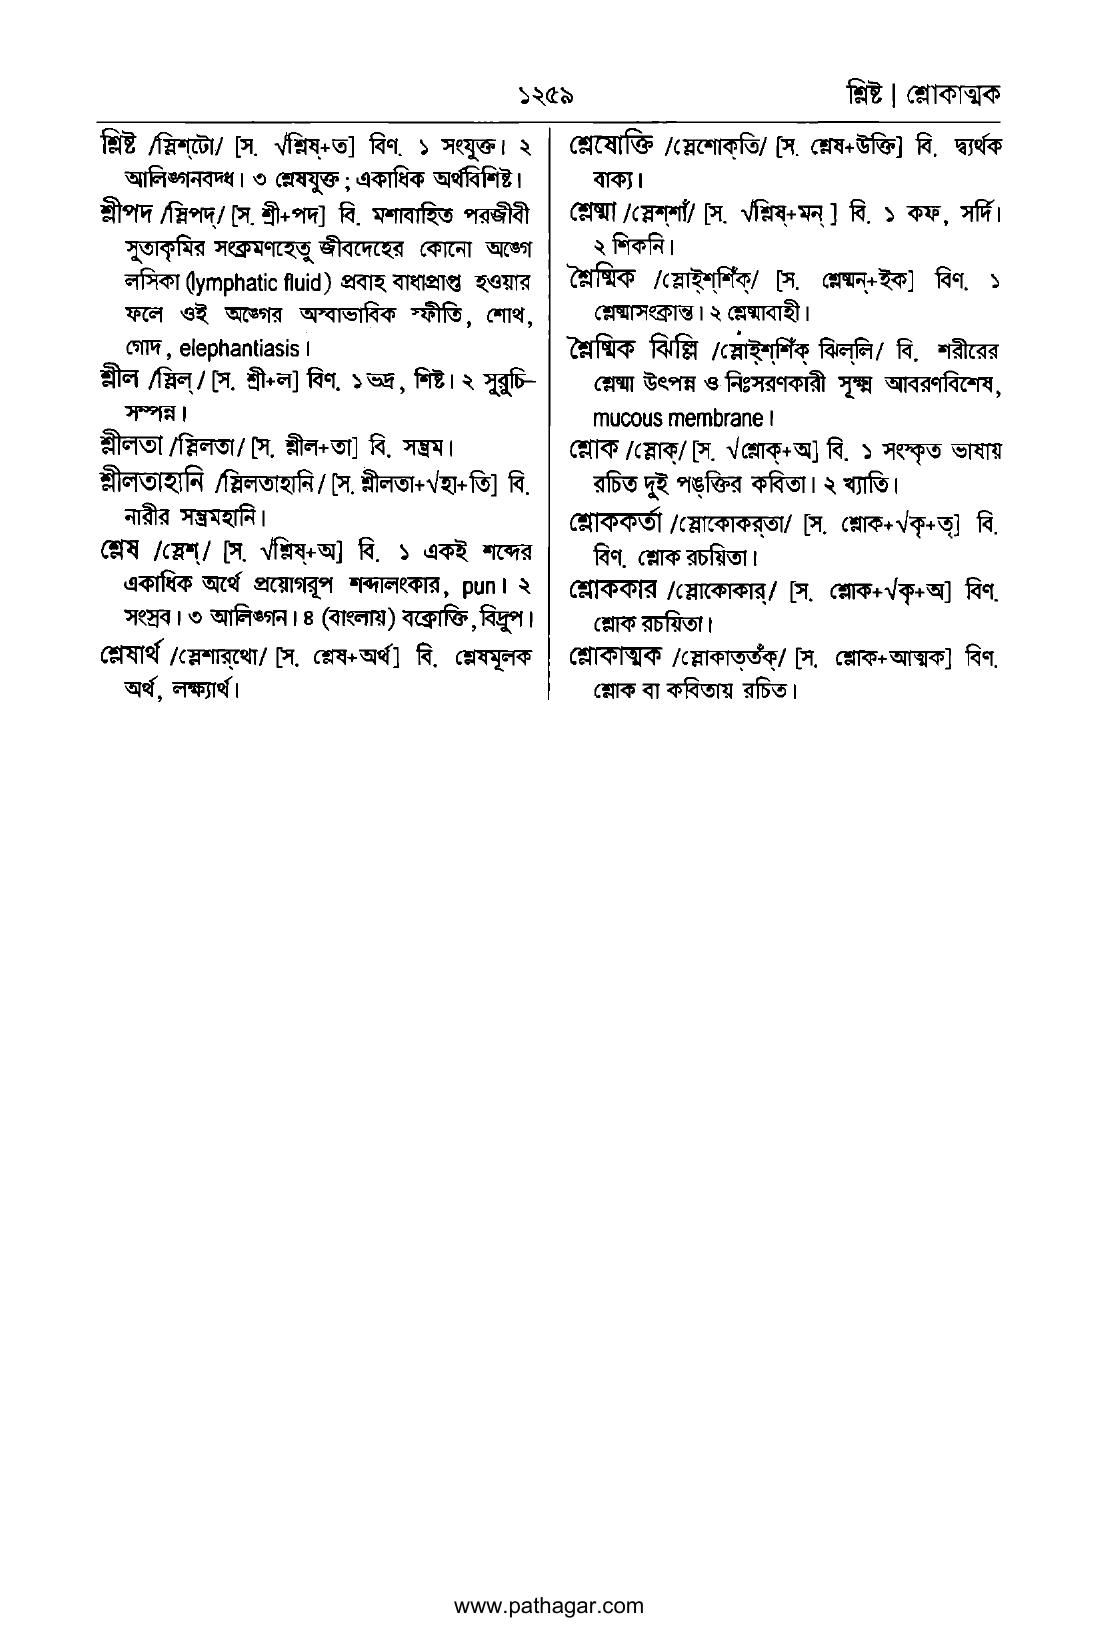 ১২৫৯
শ্লিষ্ট | শ্লোকাত্মক
শ্লিষ্ট /স্লিশ্‌টো/ [স. √শ্লিষ্‌+ত] বিণ. ১ সংযুক্ত। ২
আলিঙ্গনবদ্ধ। ৩ শ্লেষযুক্ত ; একাধিক অর্থবিশিষ্ট।
শ্লীপদ /স্লিপদ্‌/ [স. শ্রী+পদ] বি. মশাবাহিত পরজীবী
সুতাকৃমির সংক্রমণহেতু জীবদেহের কোনো অঙ্গে
লসিকা (lymphatic fluid) প্রবাহ বাধাপ্রাপ্ত হওয়ার
ফলে ওই অঙ্গের অস্বাভাবিক স্ফীতি, শোথ,
গোদ, elephantiasis।
শ্লীল /স্লিল্‌/ [স. শ্রী+ল] বিণ. ১ ভদ্র, শিষ্ট। ২ সুরুচি–
সম্পন্ন।
শ্লীলতা /স্লিলতা/ [স. শ্লীল+তা] বি. সম্ভ্রম।
শ্লীলতাহানি /স্লিলতাহানি/ [স. শ্লীলতা+√হা+তি] বি.
নারীর সম্ভ্রমহানি।
শ্লেষ /স্লেশ্‌/ [স. √শ্লিষ্‌+অ] বি. ১ একই শব্দের
একাধিক অর্থে প্রয়োগরূপ শব্দালংকার, pun। ২
সংস্রব। ৩ আলিঙ্গন। ৪ (বাংলায়) বক্রোক্তি, বিদ্রুপ।
শ্লেষার্থ /স্লেশার্‌থো/ [স. শ্লেষ+অর্থ] বি. শ্লেষমূলক
অর্থ, লক্ষ্যার্থ।
শ্লেষোক্তি /স্লেশোক্‌তি/ [স. শ্লেষ+উক্তি] বি. দ্ব্যর্থক
বাক্য।
শ্লেষ্মা /স্লেশ্‌শাঁ/ [স. √শ্লিষ্‌+মন্‌ ] বি. ১ কফ, সর্দি।
২ শিকনি।
শ্লৈষ্মিক /স্লোইশ্‌শিঁক্‌/ [স. শ্লেষ্মন্‌+ইক] বিণ. ১
শ্লেষ্মাসংক্রান্ত। ২ শ্লেষ্মাবাহী।
শ্লৈষ্মিক ঝিল্লি /স্লোইশ্‌শিঁক্‌ ঝিল্‌লি/ বি. শরীরের
শ্লেষ্মা উৎপন্ন ও নিঃসরণকারী সূক্ষ্ম আবরণবিশেষ,
mucous membrane।
শ্লোক /স্লোক্‌/ [স. √শ্লোক্‌+অ] বি. ১ সংস্কৃত ভাষায়
রচিত দুই পঙ্‌ক্তির কবিতা। ২ খ্যাতি।
শ্লোককর্তা /স্লোকোকর্‌তা/ [স. শ্লোক+√কৃ+তৃ] বি.
বিণ. শ্লোক রচয়িতা।
শ্লোককার /স্লোকোকার্‌/ [স. শ্লোক+√কৃ+অ] বিণ.
শ্লোক রচয়িতা।
শ্লোকাত্মক /স্লোকাত্‌তঁক্‌/ [স. শ্লোক+আত্মক] বিণ.
শ্লোক বা কবিতায় রচিত।
www.pathagar.com